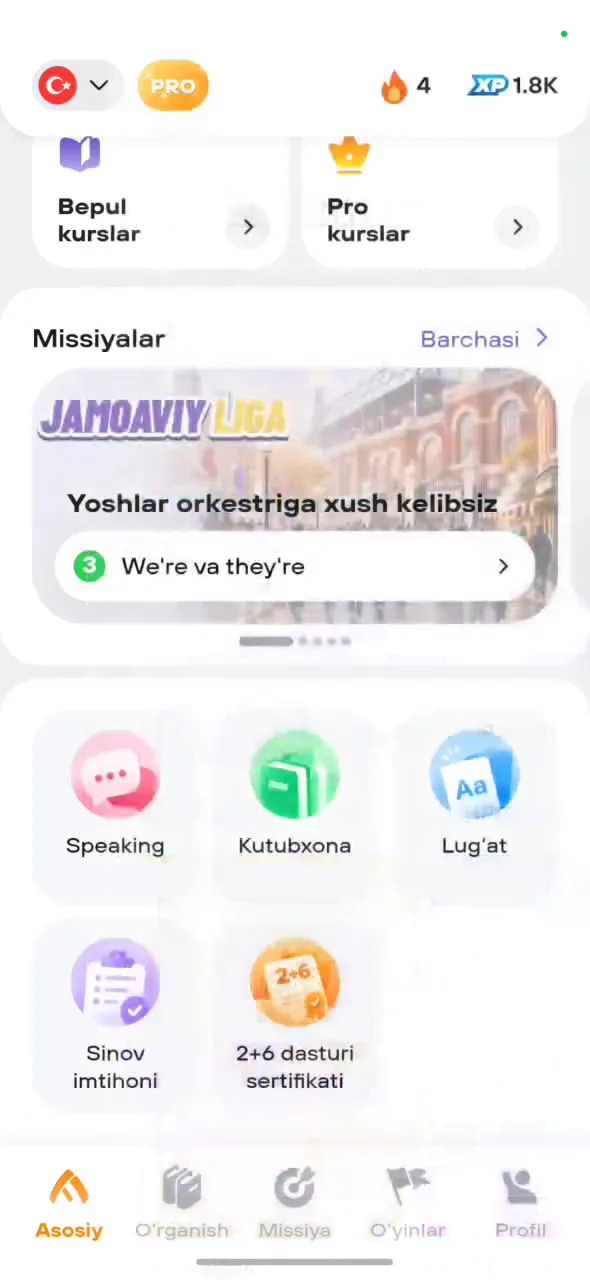 PRO
4
XP 1.8K
Bepul
kurslar
Pro
kurslar
Missiyalar
Barchasi
JAMOAVIY LIGA
Yoshlar orkestriga xush kelibsiz
3 We're va they're
Speaking
Kutubxona
Aa
Lug'at
Sinov
imtihoni
2+6
2+6 dasturi
sertifikati
Asosiy
O'rganish
Missiya
O'yinlar
Profil